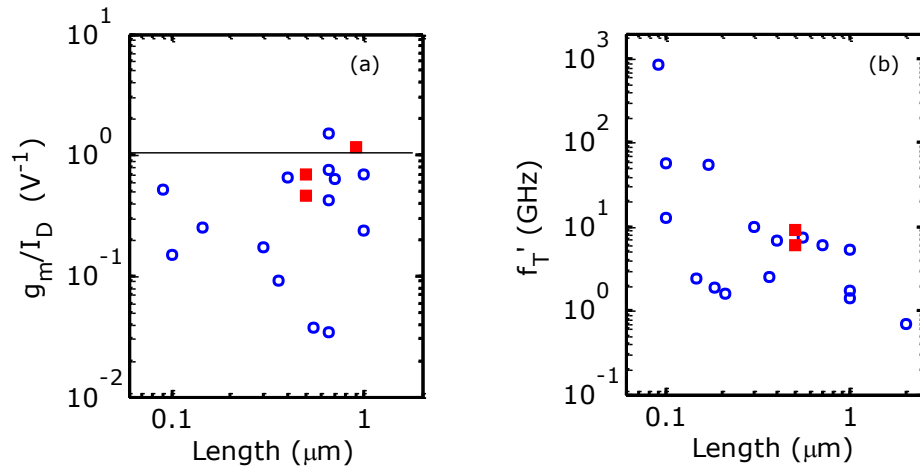 (a)
10^1
10^0
10^-1
10^-2
g_m/I_D (V^-1)
0.1 1
Length (μm)
(b)
10^3
10^2
10^1
10^0
10^-1
f_T' (GHz)
0.1 1
Length (μm)